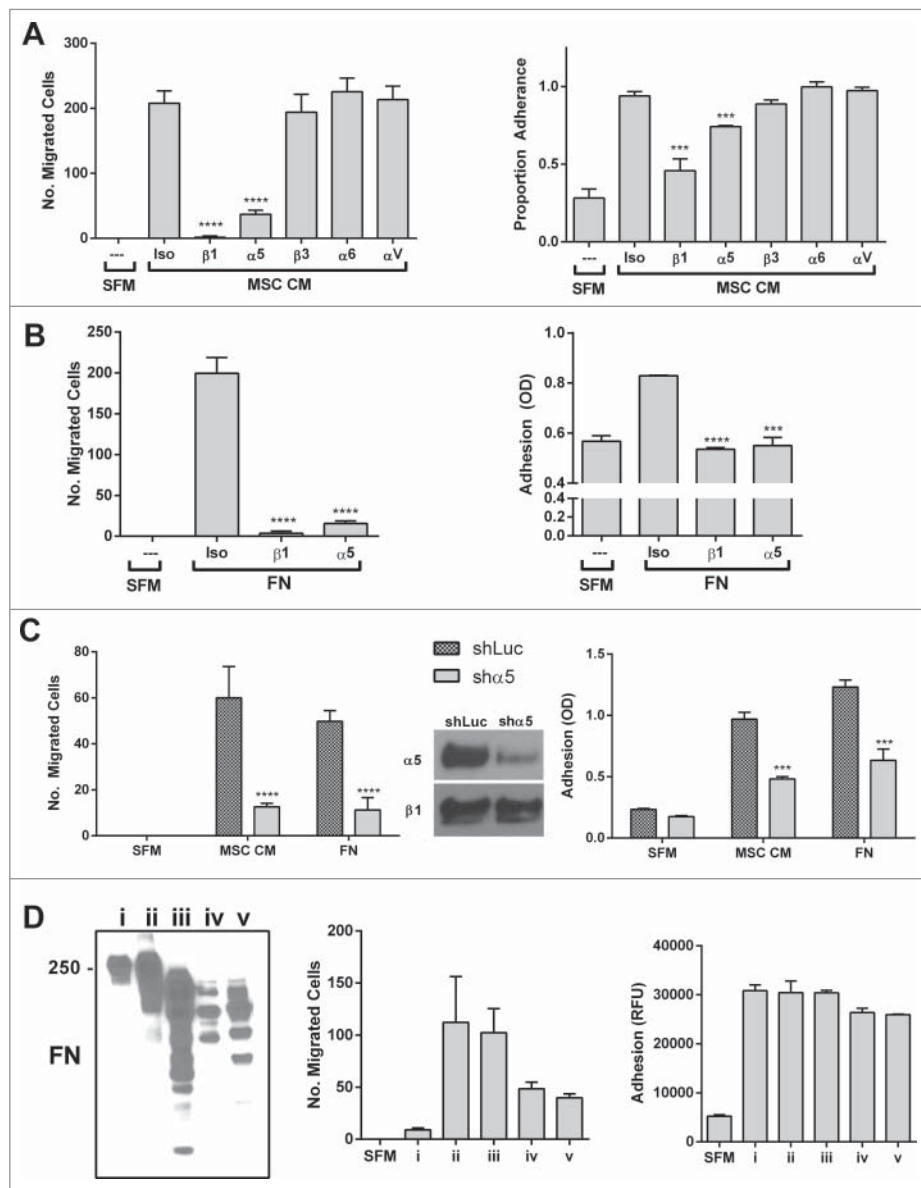 A
No. Migrated Cells
300
200
100
0
**** ****
--- Iso β1 α5 β3 α6 αV
SFM MSC CM
Proportion Adherance
1.0
0.5
0.0
*** ***
--- Iso β1 α5 β3 α6 αV
SFM MSC CM
B
No. Migrated Cells
250
200
150
100
50
0
**** ****
--- Iso β1 α5
SFM FN
Adhesion (OD)
1.0
0.8
0.6
0.4
0.4
0.2
0.0
**** ***
--- Iso β1 α5
SFM FN
C
No. Migrated Cells
80
60
40
20
0
**** ****
SFM MSC CM FN
shLuc
shα5
shLuc shα5
α5
β1
Adhesion (OD)
1.5
1.0
0.5
0.0
*** ***
SFM MSC CM FN
D
i ii iii iv v
250 -
FN
No. Migrated Cells
200
150
100
50
0
SFM i ii iii iv v
Adhesion (RFU)
40000
30000
20000
10000
0
SFM i ii iii iv v